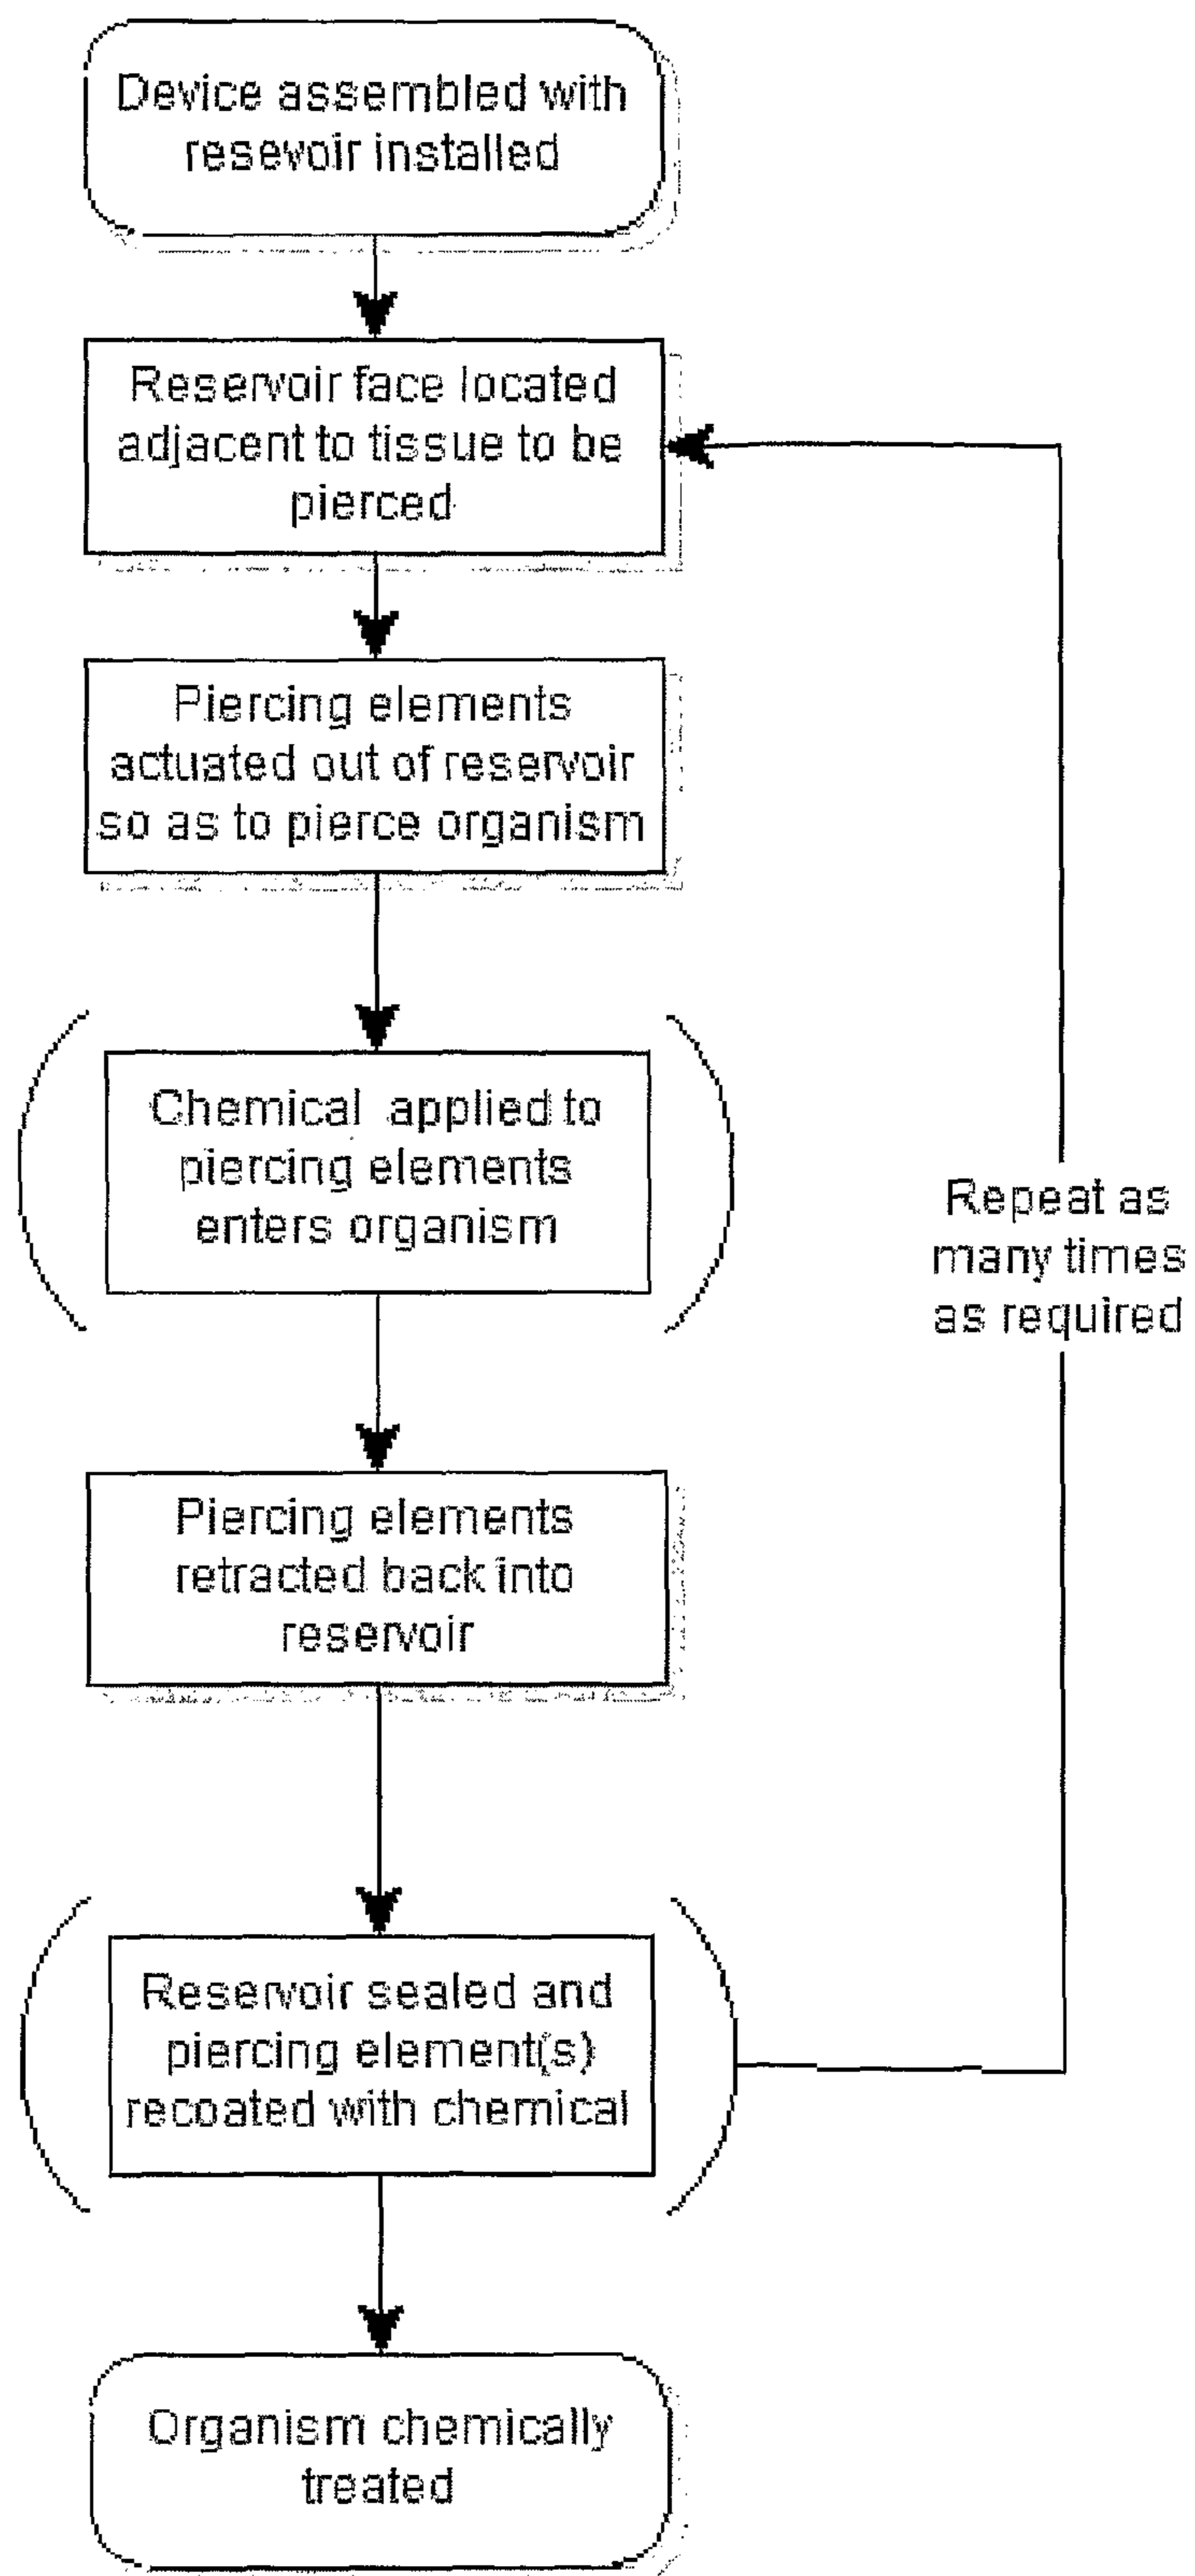 Device assembled with
resevoir installed
Reservoir face located
adjacent to tissue to be
pierced
Piercing elements
actuated out of reservoir
so as to pierce organism
Chemical applied to
piercing elements
enters organism
Repeat as
many times
as required
Piercing elements
retracted back into
reservoir
Reservoir sealed and
piercing element(s)
recoated with chemical
Organism chemically
treated